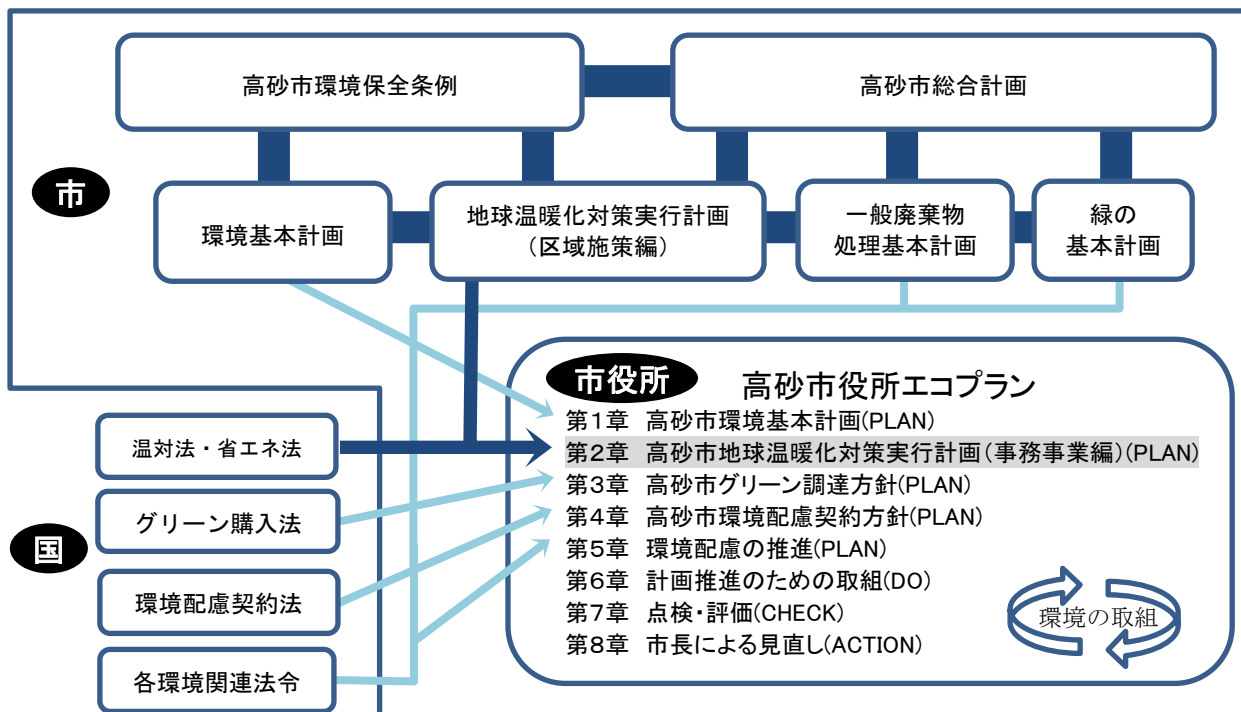 高砂市環境保全条例
高砂市総合計画
市
環境基本計画
地球温暖化対策実行計画
(区域施策編)
一般廃棄物
処理基本計画
緑の
基本計画
市役所
高砂市役所エコプラン
第1章 高砂市環境基本計画(PLAN)
第2章 高砂市地球温暖化対策実行計画(事務事業編)(PLAN)
第3章 高砂市グリーン調達方針(PLAN)
第4章 高砂市環境配慮契約方針(PLAN)
第5章 環境配慮の推進(PLAN)
第6章 計画推進のための取組(DO)
第7章 点検・評価(CHECK)
第8章 市長による見直し(ACTION)
環境の取組
国
温対法・省エネ法
グリーン購入法
環境配慮契約法
各環境関連法令